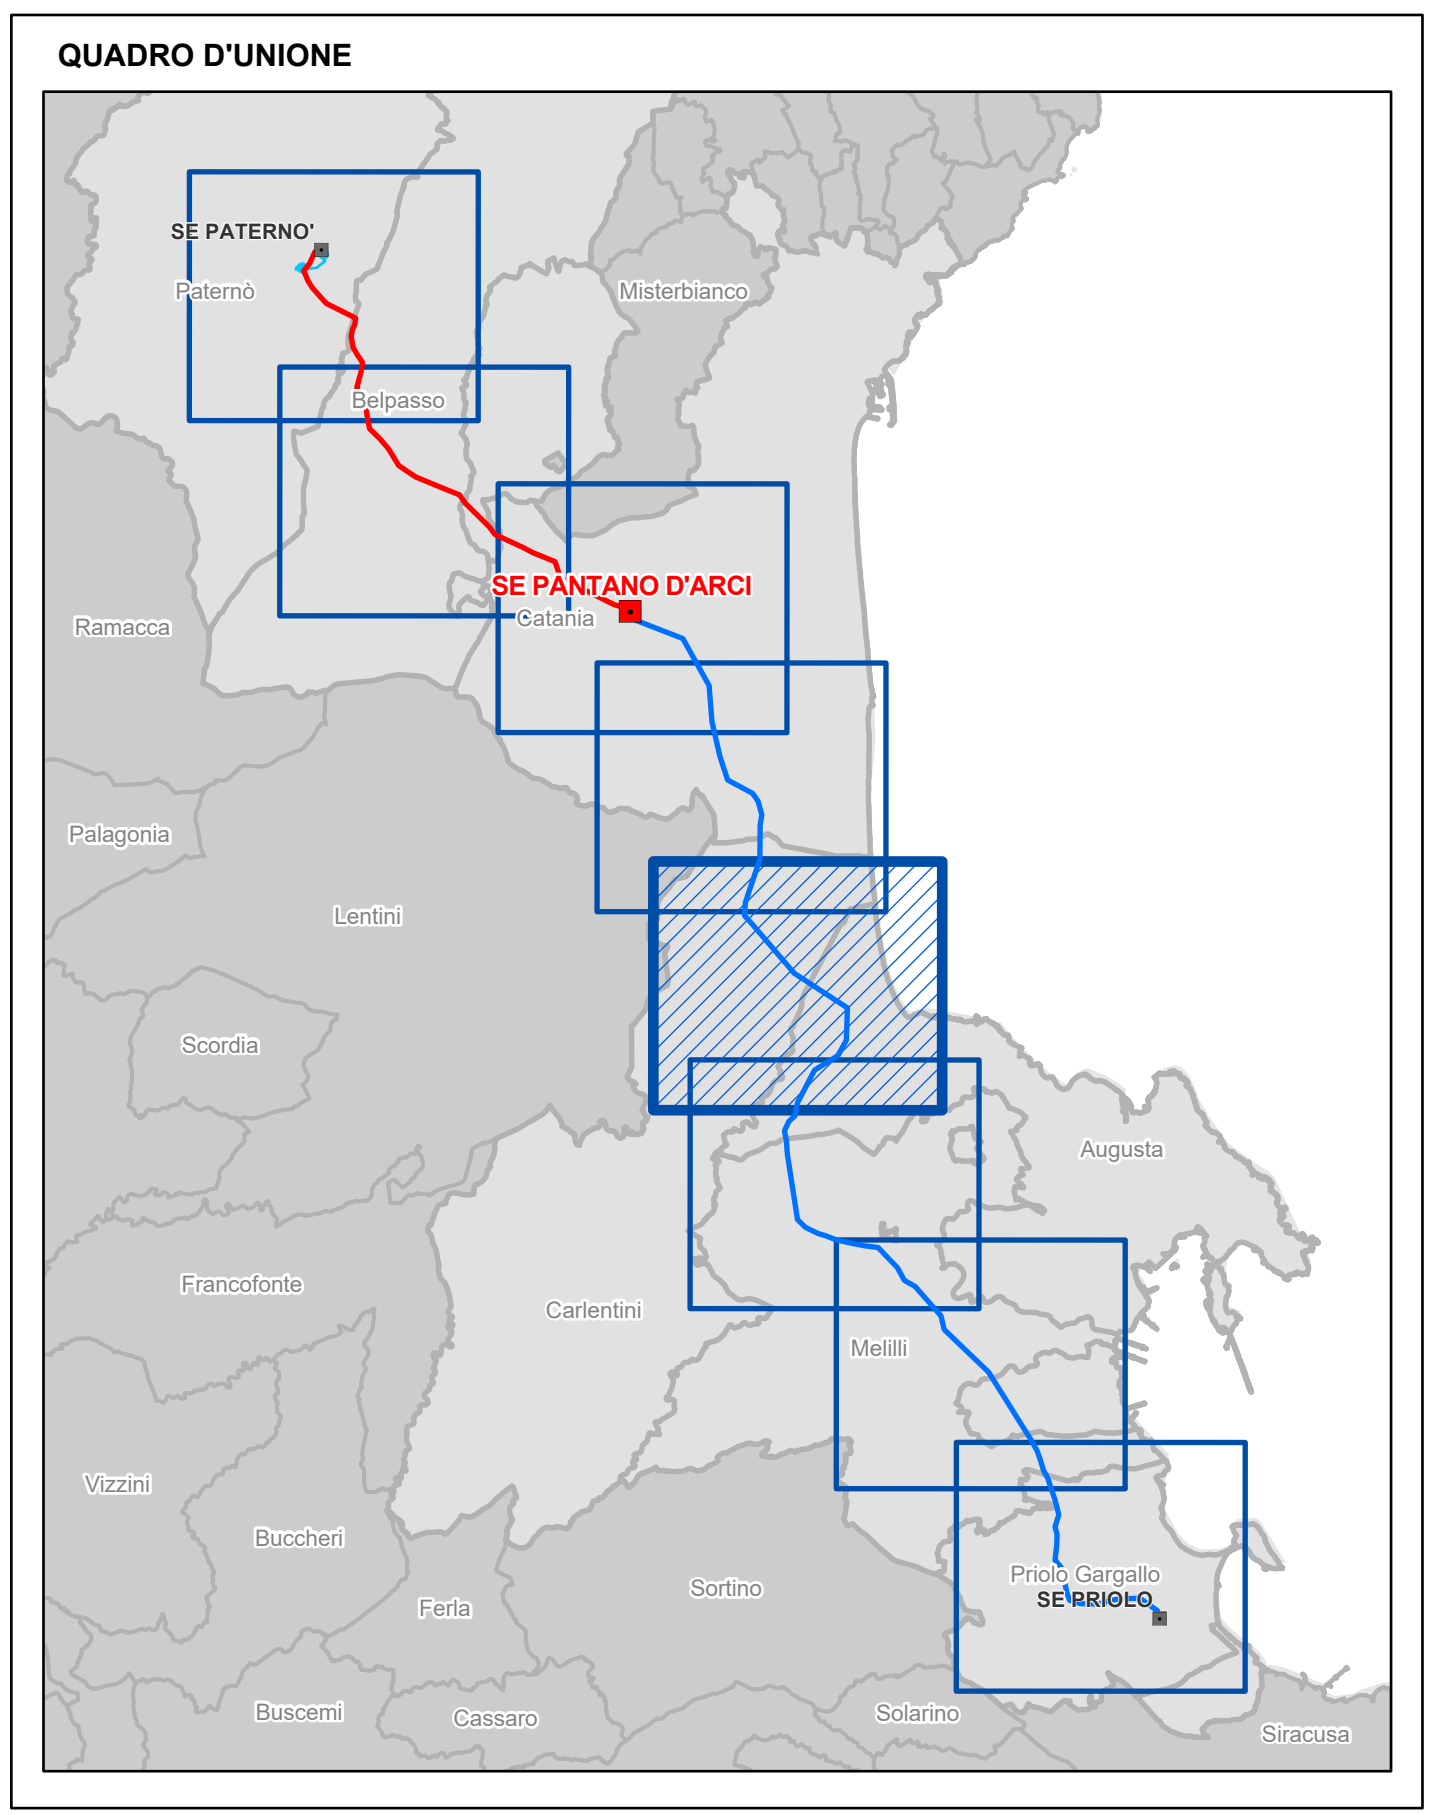 QUADRO D'UNIONE
SE PATERNO'
Paternò
Misterbianco
Belpasso
SE PANTANO D'ARCI
Catania
Ramacca
Palagonia
Lentini
Scordia
Augusta
Francofonte
Carlentini
Melilli
Vizzini
Buccheri
Priolo Gargallo
SE PRIOLO
Sortino
Ferla
Buscemi
Cassaro
Solarino
Siracusa